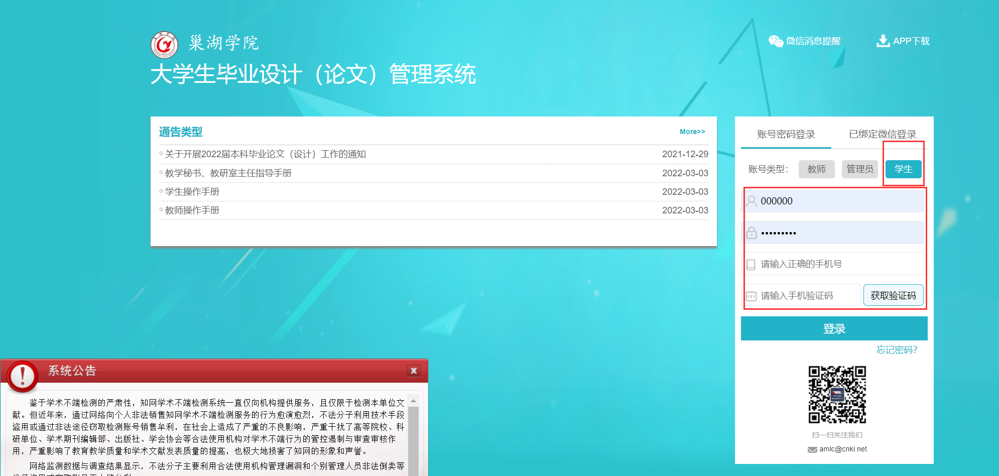 巢湖学院
大学生毕业设计（论文）管理系统
微信消息提醒
APP下载
通告类型
More>>
关于开展2022届本科毕业论文（设计）工作的通知
2021-12-29
教学秘书、教研室主任指导手册
2022-03-03
学生操作手册
2022-03-03
教师操作手册
2022-03-03
账号密码登录
已绑定微信登录
账号类型：
教师
管理员
学生
000000
•••••••••
请输入正确的手机号
请输入手机验证码
获取验证码
登录
忘记密码？
扫一扫关注我们
amlc@cnki.net
系统公告
鉴于学术不端检测的严肃性，知网学术不端检测系统一直仅向机构提供服务，且仅限于检测本单位文
献。但近年来，通过网络向个人非法销售知网学术不端检测服务的行为愈演愈烈，不法分子利用技术手段
盗用或通过非法途径窃取检测账号销售牟利，在社会上造成了严重的不良影响，严重干扰了高等院校、科
研单位、学术期刊编辑部、出版社、学会协会等合法使用机构对学术不端行为的管控遏制与审查审核作
用，严重影响了教育教学质量和学术文献发表质量的提高，也极大地损害了知网的形象和声誉。
网络监测数据与调查结果显示，不法分子主要利用合法使用机构管理漏洞和个别管理人员非法倒卖等